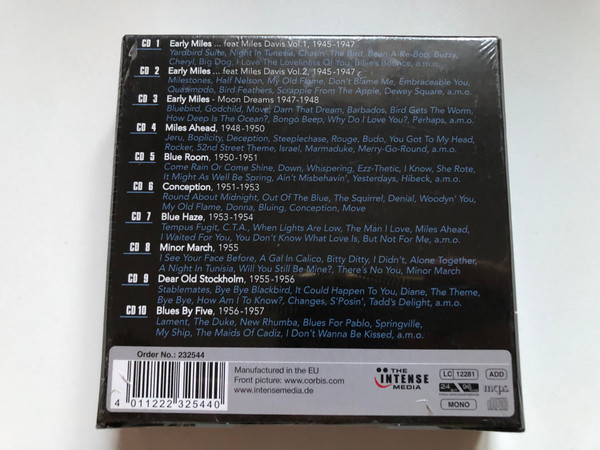 CD 1 Early Miles ... feat Miles Davis Vol.1, 1945-1947
Yardbird Suite, Night In Tunesia, Chasin' The Bird, Bean A Re-Bop, Buzzy,
Cheryl, Big Dog, I Love The Loveliness Of You, Billie's Bounce, a.m.o.
CD 2 Early Miles ... feat Miles Davis Vol.2, 1945-1947
Milestones, Half Nelson, My Old Flame, Don't Blame Me, Embraceable You,
Quasimodo, Bird Feathers, Scrapple From The Apple, Dewey Square, a.m.o.
CD 3 Early Miles - Moon Dreams 1947-1948
Bluebird, Godchild, Move, Dam That Dream, Barbados, Bird Gets The Worm,
How Deep Is The Ocean?, Bongo Beep, Why Do I Love You?, Perhaps, a.m.o.
CD 4 Miles Ahead, 1948-1950
Jeru, Boplicity, Deception, Steeplechase, Rouge, Budo, You Got To My Head,
Rocker, 52nd Street Theme, Israel, Marmaduke, Merry-Go-Round, a.m.o.
CD 5 Blue Room, 1950-1951
Come Rain Or Come Shine, Down, Whispering, Ezz-Thetic, I Know, She Rote,
It Might As Well Be Spring, Ain't Misbehavin', Yesterdays, Hibeck, a.m.o.
CD 6 Conception, 1951-1953
Round About Midnight, Out Of The Blue, The Squirrel, Denial, Woodyn' You,
My Old Flame, Donna, Bluing, Conception, Move
CD 7 Blue Haze, 1953-1954
Tempus Fugit, C.T.A., When Lights Are Low, The Man I Love, Miles Ahead,
I Waited For You, You Don't Know What Love Is, But Not For Me, a.m.o.
CD 8 Minor March, 1955
I See Your Face Before, A Gal In Calico, Bitty Ditty, I Didn't, Alone Together,
A Night In Tunisia, Will You Still Be Mine?, There's No You, Minor March
CD 9 Dear Old Stockholm, 1955-1956
Stablemates, Bye Bye Blackbird, It Could Happen To You, Diane, The Theme,
Bye Bye, How Am I To Know?, Changes, S'Posin', Tadd's Delight, a.m.o.
CD 10 Blues By Five, 1956-1957
Lament, The Duke, New Rhumba, Blues For Pablo, Springville,
My Ship, The Maids Of Cadiz, I Don't Wanna Be Kissed, a.m.o.
Order No.: 232544
4 011222 325440
Manufactured in the EU
Front picture: www.corbis.com
www.intensemedia.de
THE
INTENSE
MEDIA
LC 12281
ADD
mcps
MONO